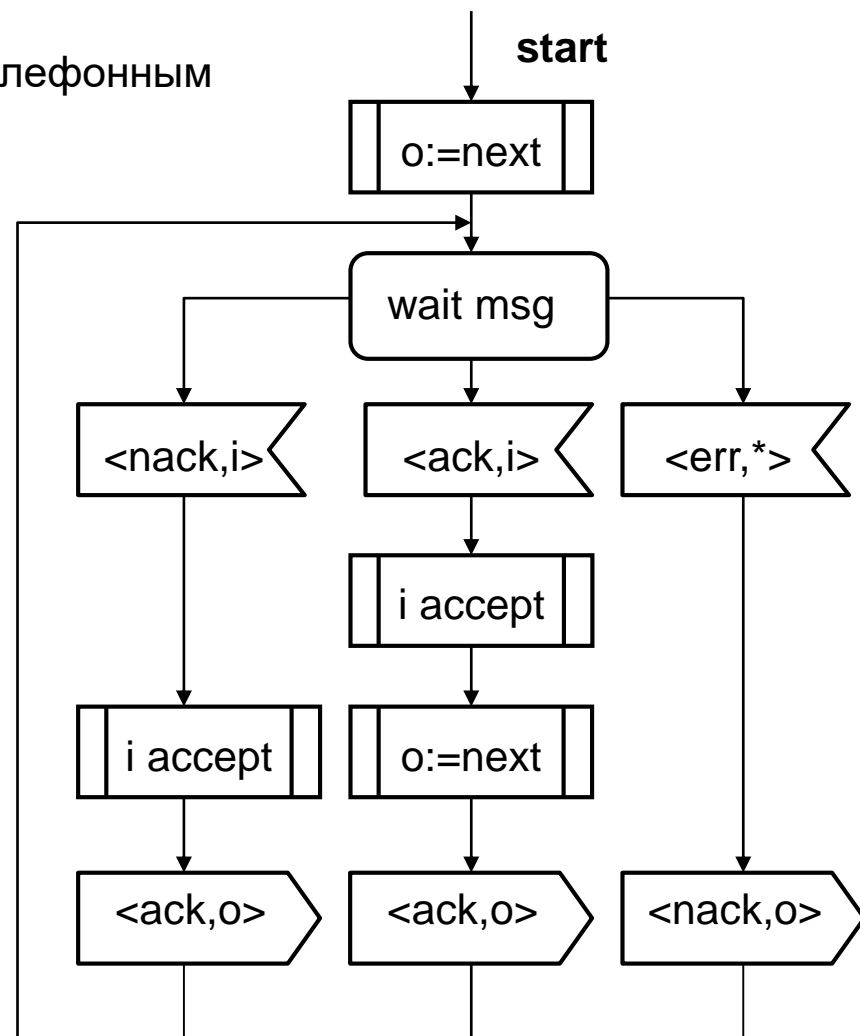 start
лефонным
o:=next
wait msg
<nack,i>
<ack,i>
<err,*>
i accept
i accept
o:=next
<ack,o>
<ack,o>
<nack,o>